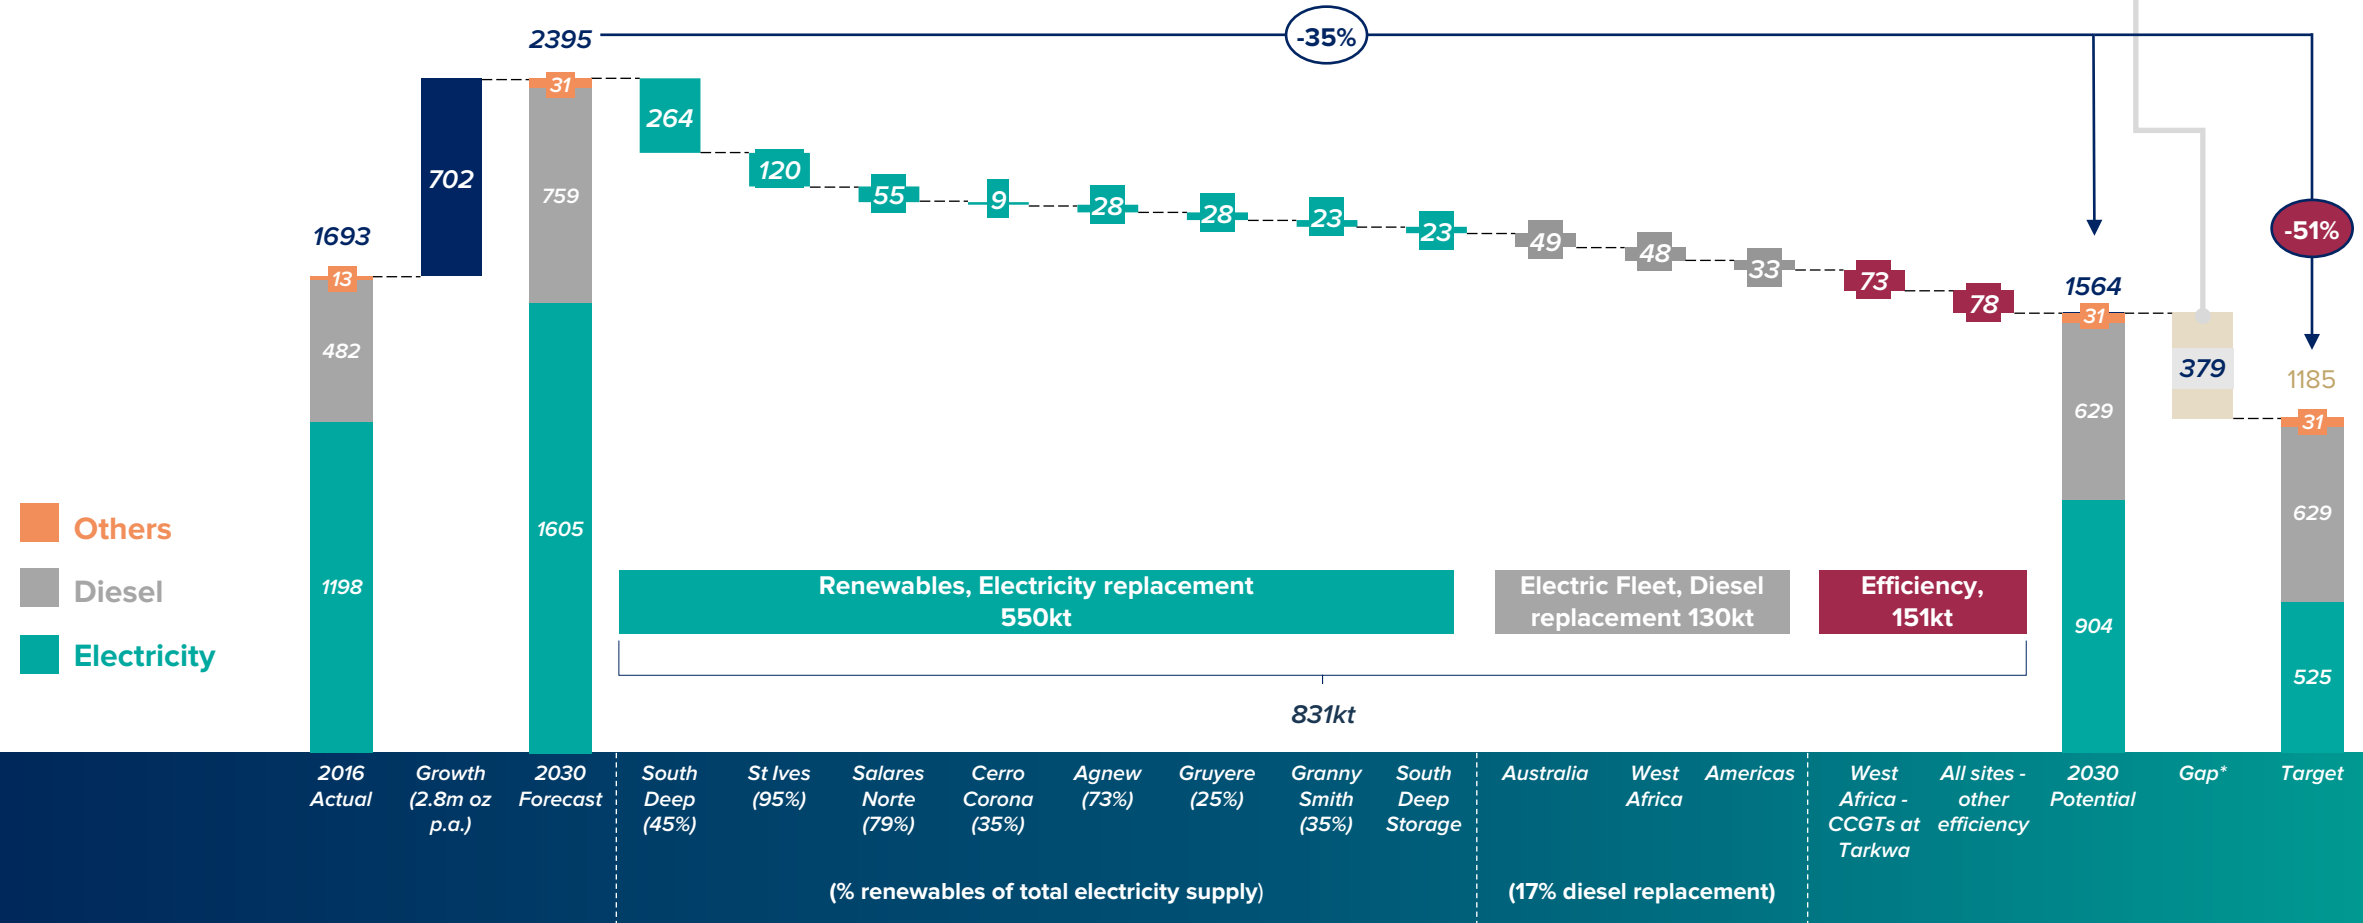 2395
-35%
31
264
702
759
120
55
9
28
28
23
23
49
48
33
73
78
1693
13
482
1198
1605
1564
31
629
904
379
-51%
1185
31
629
525
Others
Diesel
Electricity
Renewables, Electricity replacement
550kt
Electric Fleet, Diesel
replacement 130kt
Efficiency,
151kt
831kt
2016
Actual
Growth
(2.8m oz
p.a.)
2030
Forecast
South
Deep
(45%)
St Ives
(95%)
Salares
Norte
(79%)
Cerro
Corona
(35%)
Agnew
(73%)
Gruyere
(25%)
Granny
Smith
(35%)
South
Deep
Storage
Australia
West
Africa
Americas
West
Africa -
CCGTs at
Tarkwa
All sites -
other
efficiency
2030
Potential
Gap*
Target
(% renewables of total electricity supply)
(17% diesel replacement)